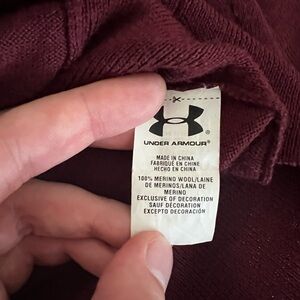 UNDER ARMOUR®
MADE IN CHINA
FABRIQUÉ EN CHINE
HECHO EN CHINA
100% MERINO WOOL/LAINE
DE MERINOS/LANA DE
MERINO
EXCLUSIVE OF DECORATION
SAUF DÉCORATION
EXCEPTO DECORACIÓN